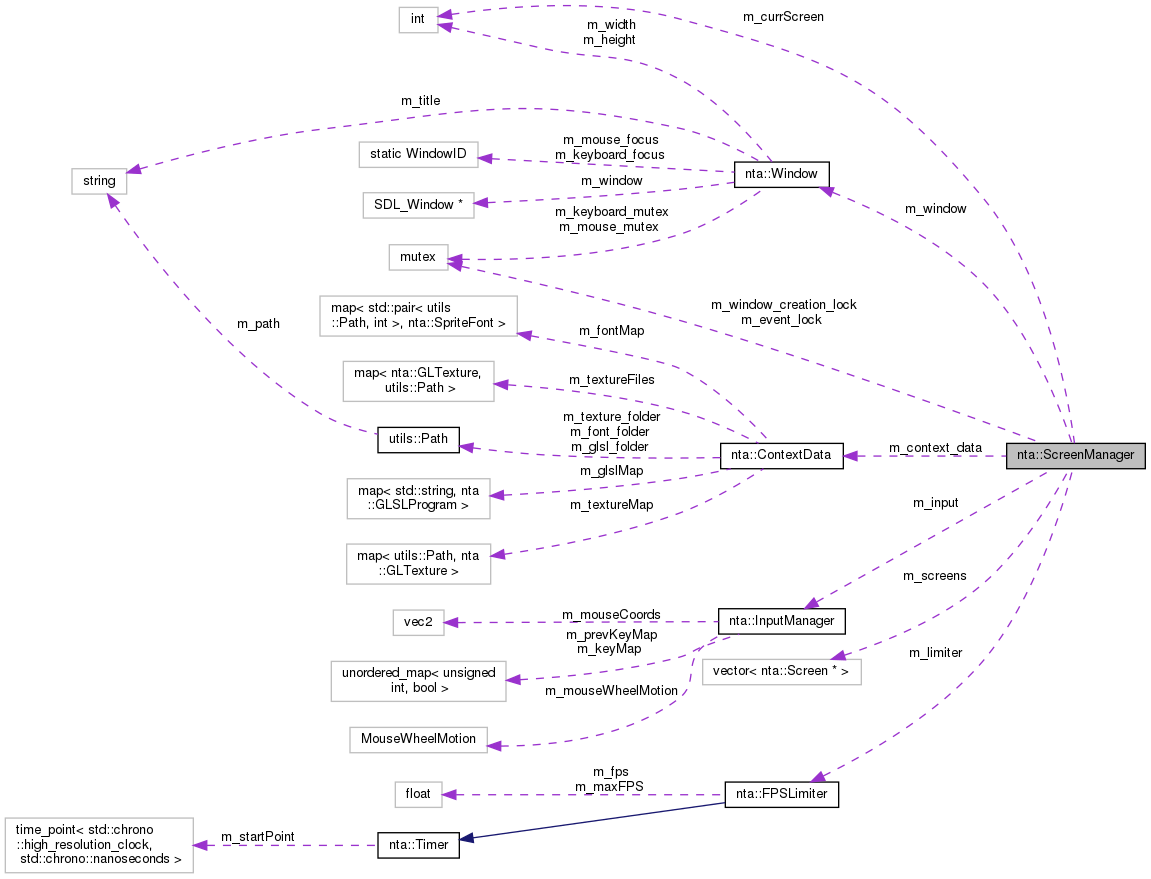 int
m_currScreen
m_width
m_height
m_title
static WindowID
m_mouse_focus
m_keyboard_focus
nta::Window
string
m_window
SDL_Window *
m_window
m_keyboard_mutex
m_mouse_mutex
mutex
map< std::pair< utils
::Path, int >, nta::SpriteFont >
m_window_creation_lock
m_event_lock
m_path
m_fontMap
map< nta::GLTexture,
utils::Path >
m_textureFiles
utils::Path
m_texture_folder
m_font_folder
m_glsl_folder
nta::ContextData
m_context_data
nta::ScreenManager
map< std::string, nta
::GLSLProgram >
m_glslMap
m_textureMap
m_input
map< utils::Path, nta
::GLTexture >
m_screens
vec2
m_mouseCoords
nta::InputManager
m_prevKeyMap
m_keyMap
m_limiter
unordered_map< unsigned
int, bool >
vector< nta::Screen * >
m_mouseWheelMotion
MouseWheelMotion
float
m_fps
m_maxFPS
nta::FPSLimiter
time_point< std::chrono
::high_resolution_clock,
std::chrono::nanoseconds >
m_startPoint
nta::Timer